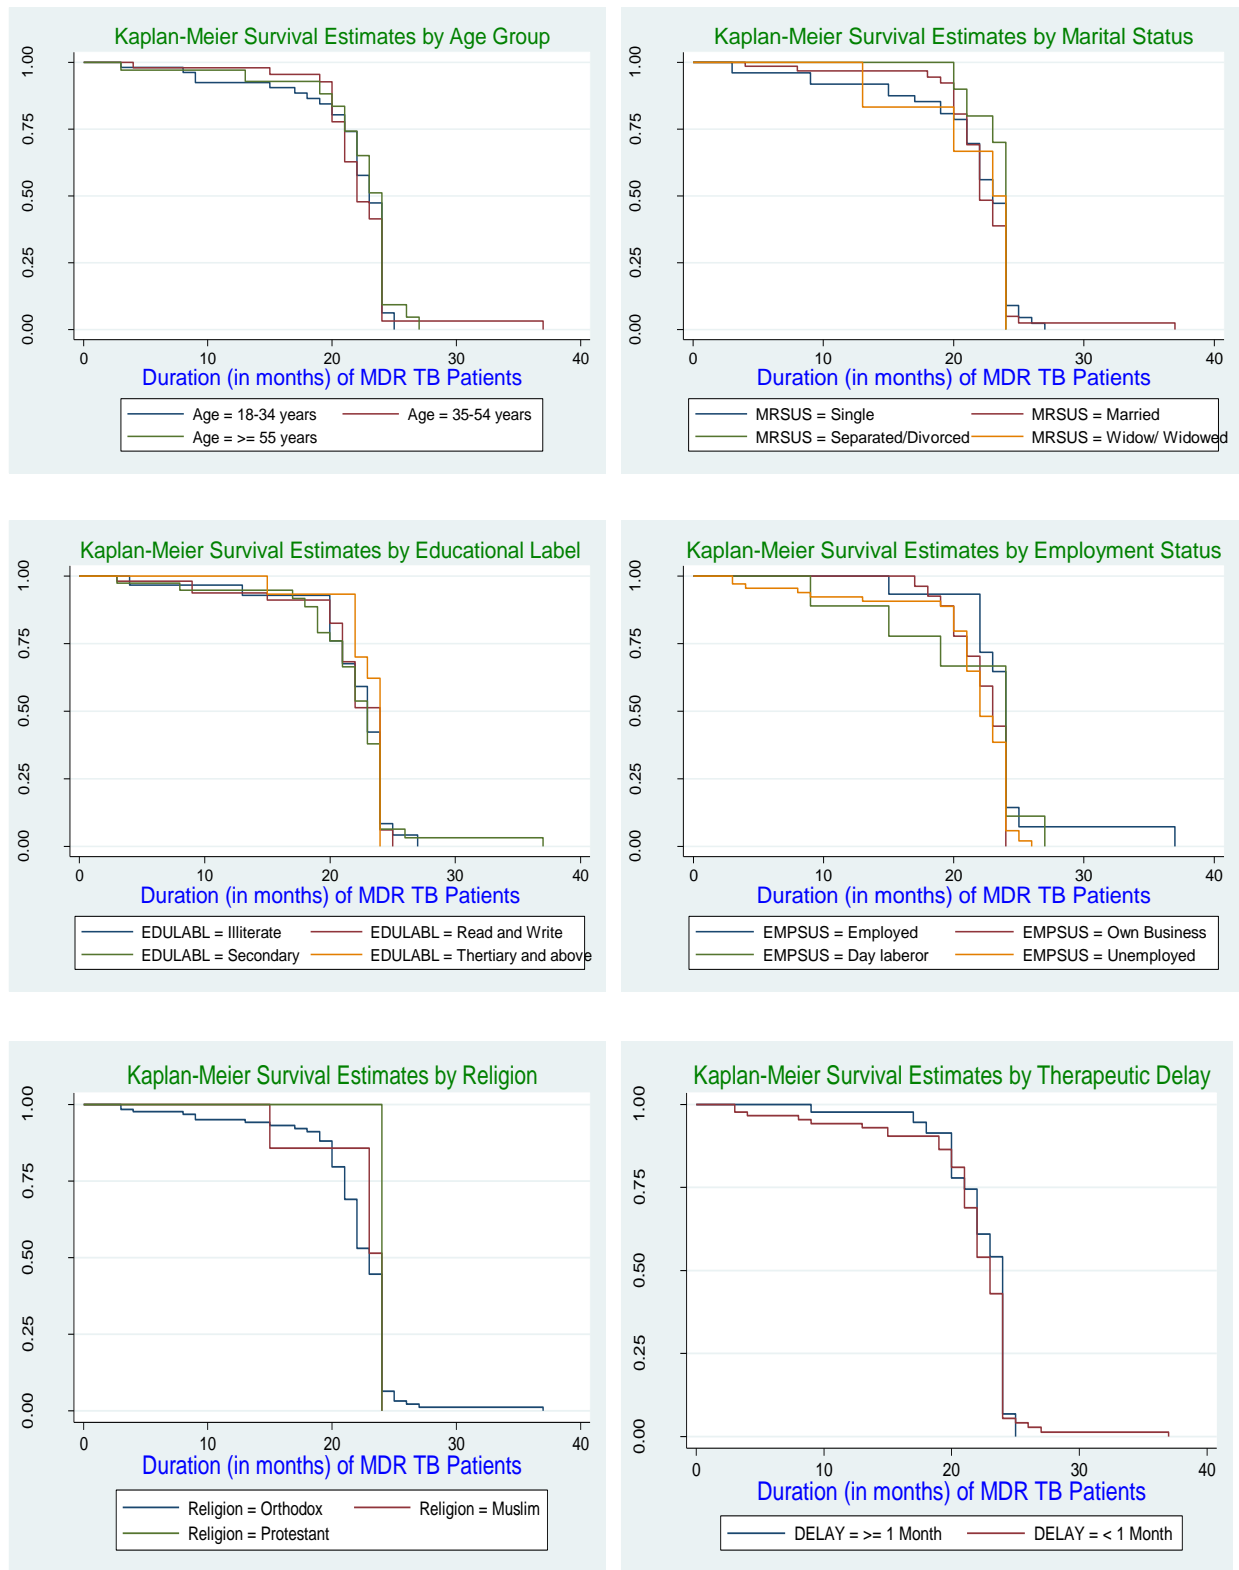 Kaplan-Meier Survival Estimates by Age Group
1.00
0.75
0.50
0.25
0.00
0 10 20 30 40
Duration (in months) of MDR TB Patients
Age = 18-34 years Age = 35-54 years
Age = >= 55 years
Kaplan-Meier Survival Estimates by Marital Status
1.00
0.75
0.50
0.25
0.00
0 10 20 30 40
Duration (in months) of MDR TB Patients
MRSUS = Single MRSUS = Married
MRSUS = Separated/Divorced MRSUS = Widow/ Widowed
Kaplan-Meier Survival Estimates by Educational Label
1.00
0.75
0.50
0.25
0.00
0 10 20 30 40
Duration (in months) of MDR TB Patients
EDULABL = Illiterate EDULABL = Read and Write
EDULABL = Secondary EDULABL = Thertiary and above
Kaplan-Meier Survival Estimates by Employment Status
1.00
0.75
0.50
0.25
0.00
0 10 20 30 40
Duration (in months) of MDR TB Patients
EMPSUS = Employed EMPSUS = Own Business
EMPSUS = Day laberor EMPSUS = Unemployed
Kaplan-Meier Survival Estimates by Religion
1.00
0.75
0.50
0.25
0.00
0 10 20 30 40
Duration (in months) of MDR TB Patients
Religion = Orthodox Religion = Muslim
Religion = Protestant
Kaplan-Meier Survival Estimates by Therapeutic Delay
1.00
0.75
0.50
0.25
0.00
0 10 20 30 40
Duration (in months) of MDR TB Patients
DELAY = >= 1 Month DELAY = < 1 Month